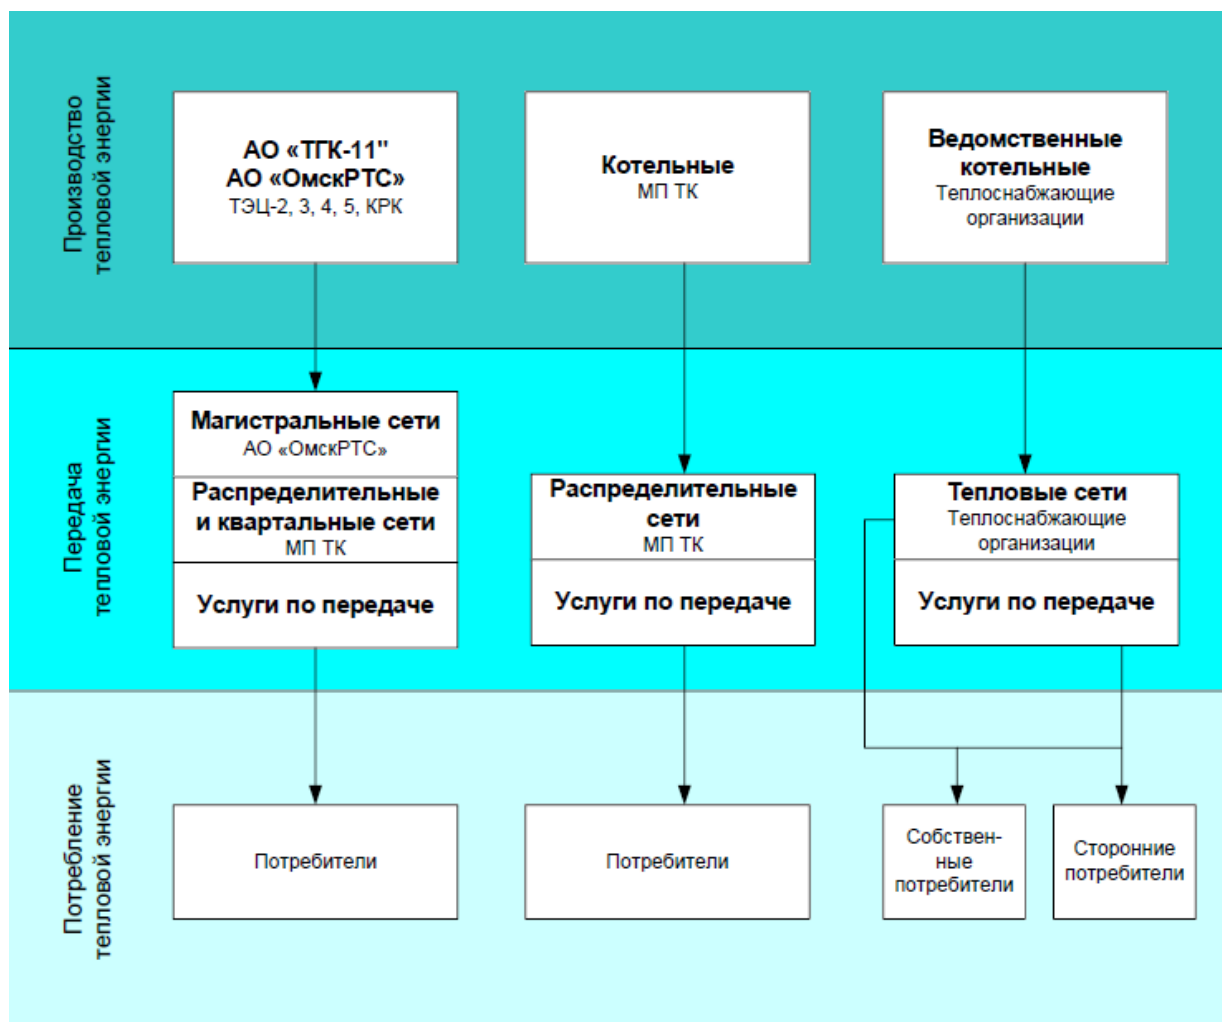 Производство
тепловой энергии
АО «ТГК-11"
АО «ОмскРТС»
ТЭЦ-2, 3, 4, 5, КРК
Котельные
МП ТК
Ведомственные
котельные
Теплоснабжающие
организации
Передача
тепловой энергии
Магистральные сети
АО «ОмскРТС»
Распределительные
и квартальные сети
МП ТК
Услуги по передаче
Распределительные
сети
МП ТК
Услуги по передаче
Тепловые сети
Теплоснабжающие
организации
Услуги по передаче
Потребление
тепловой энергии
Потребители
Потребители
Собствен-
ные
потребители
Сторонние
потребители